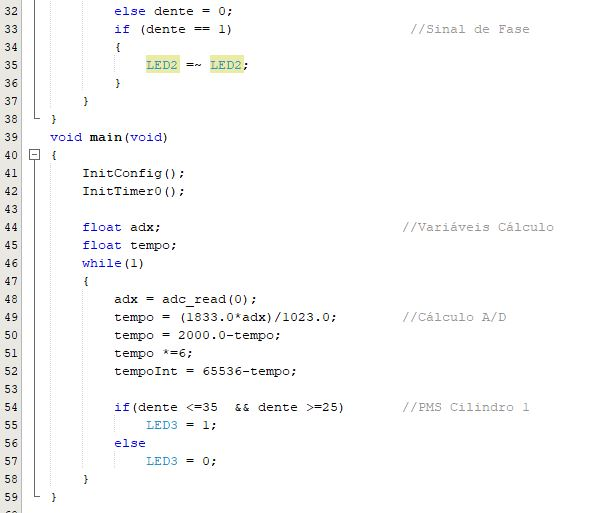 32 else dente = 0;
33 if (dente == 1) //Sinal de Fase
34 {
35 LED2 =~ LED2;
36 }
37 }
38 }
39 void main(void)
40 {
41 InitConfig();
42 InitTimer0();
43
44 float adx; //Variáveis Cálculo
45 float tempo;
46 while(1)
47 {
48 adx = adc_read(0);
49 tempo = (1833.0*adx)/1023.0; //Cálculo A/D
50 tempo = 2000.0-tempo;
51 tempo *=6;
52 tempoInt = 65536-tempo;
53
54 if(dente <=35 && dente >=25) //PMS Cilindro 1
55 LED3 = 1;
56 else
57 LED3 = 0;
58 }
59 }